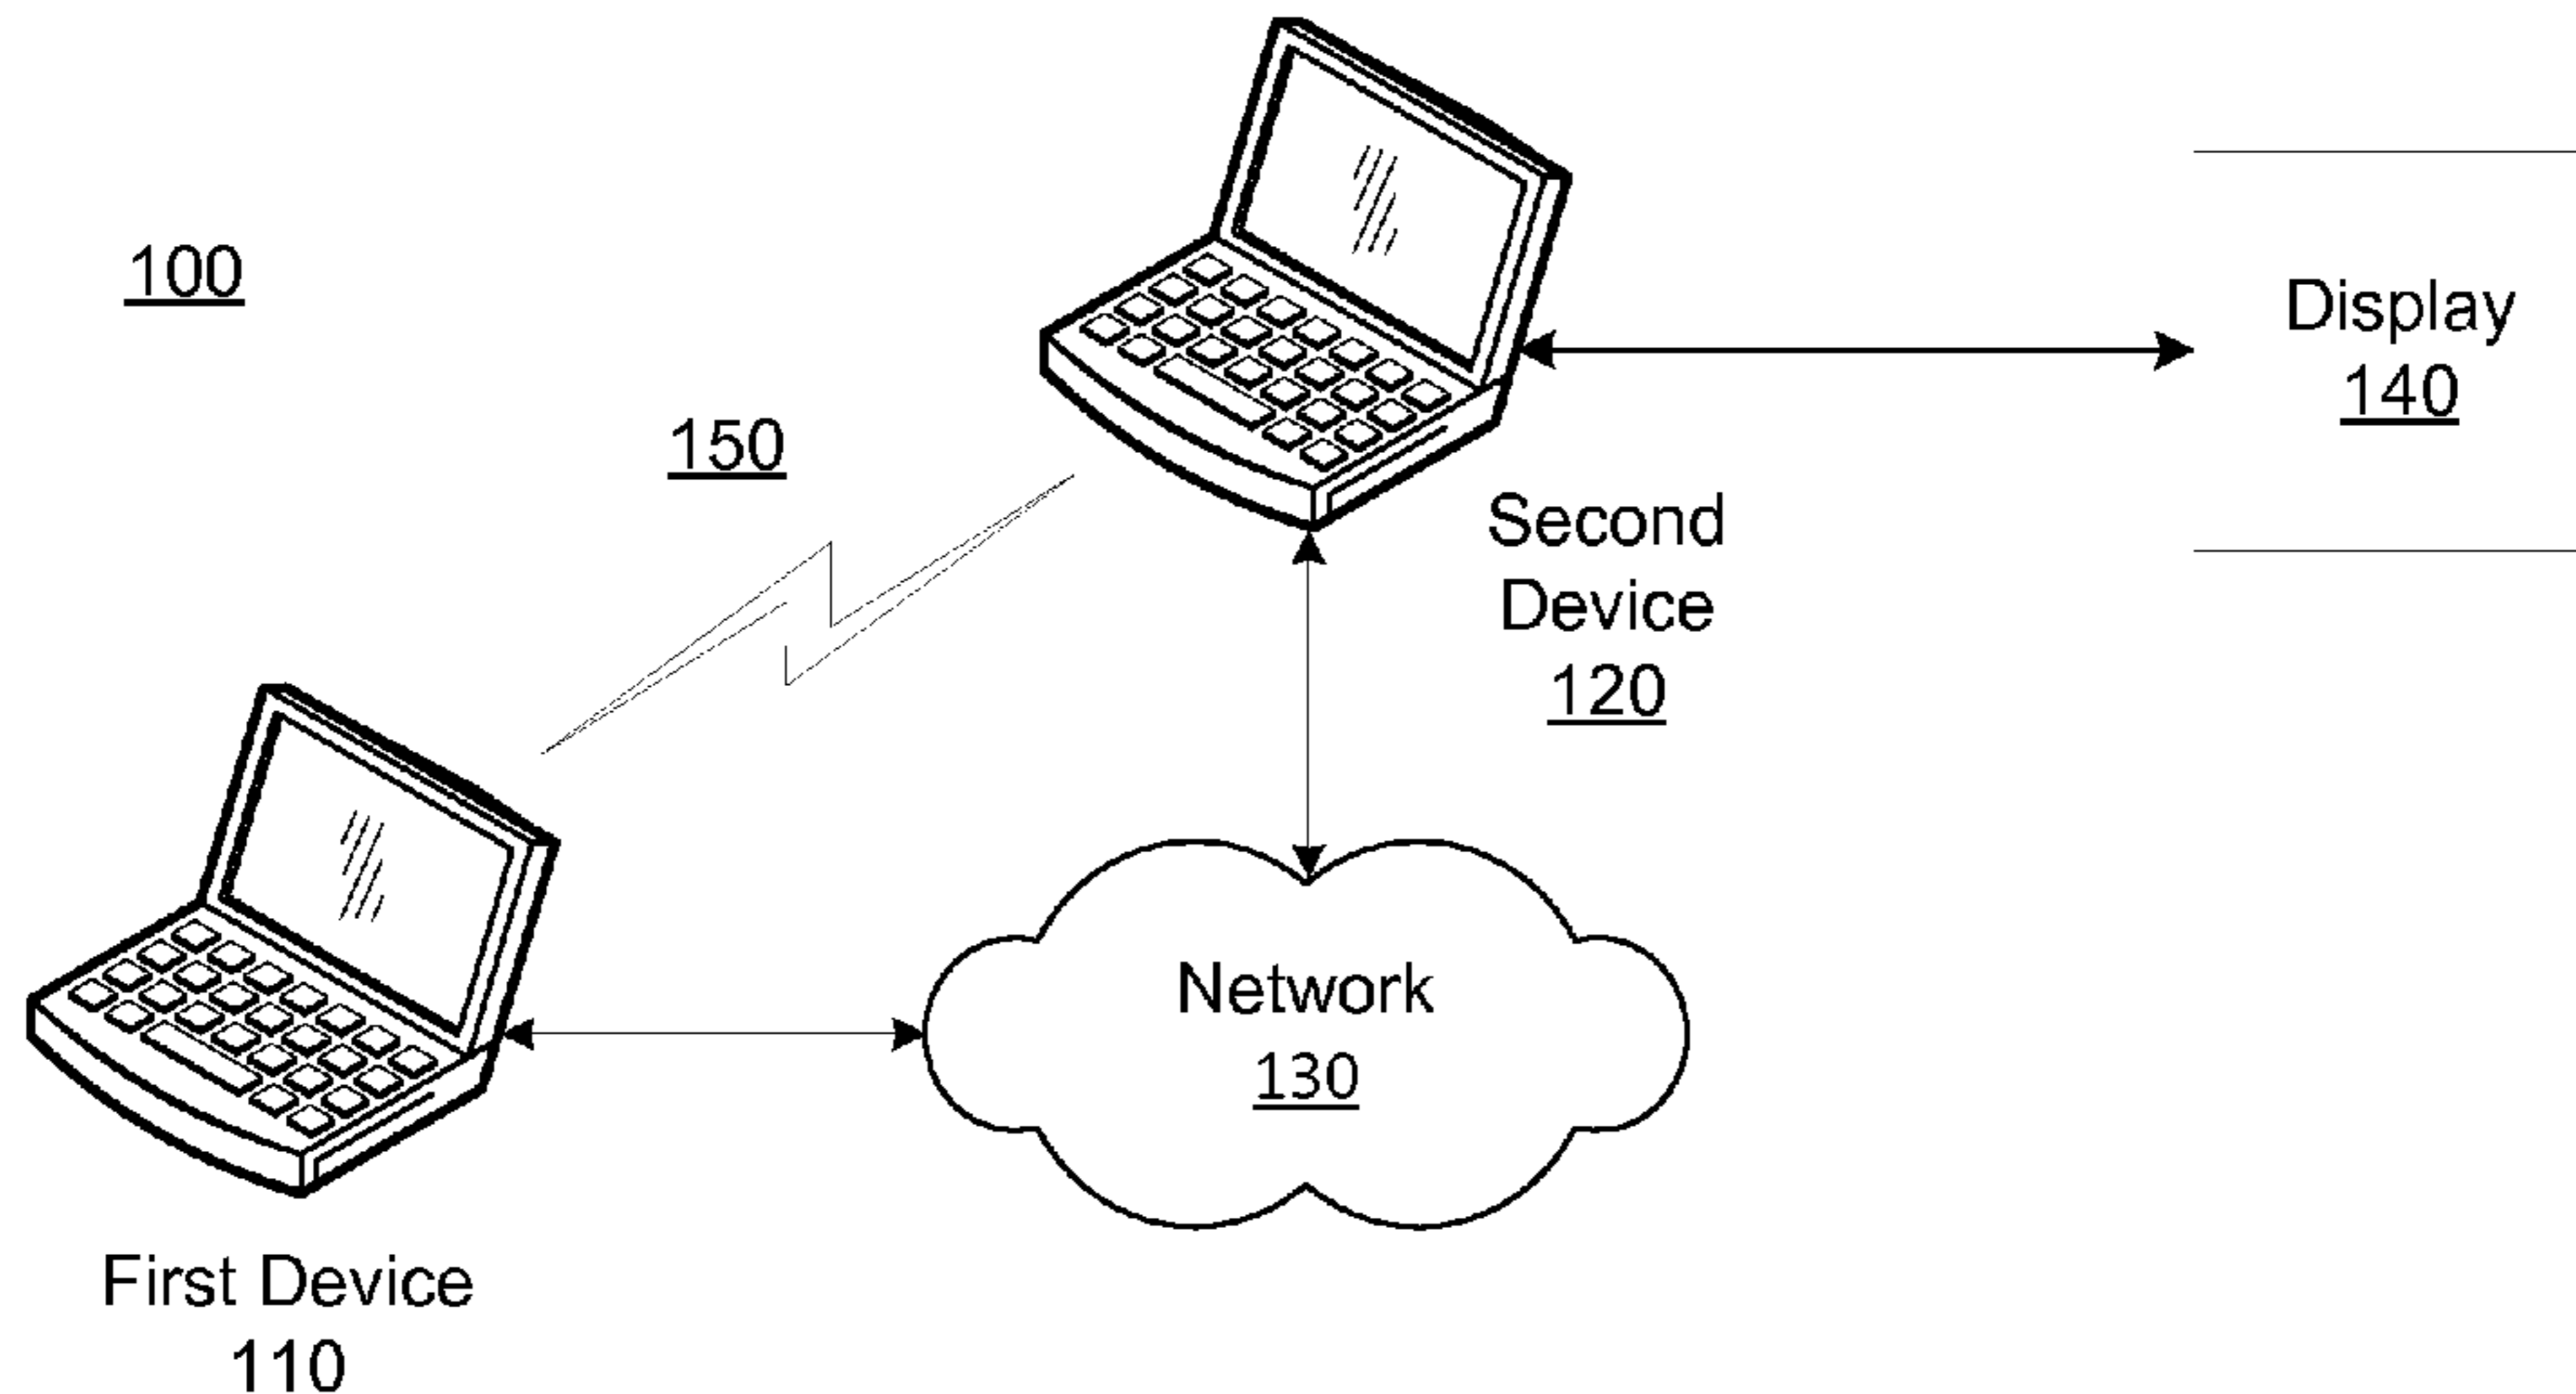 100
150
Display
140
Second
Device
120
Network
130
First Device
110